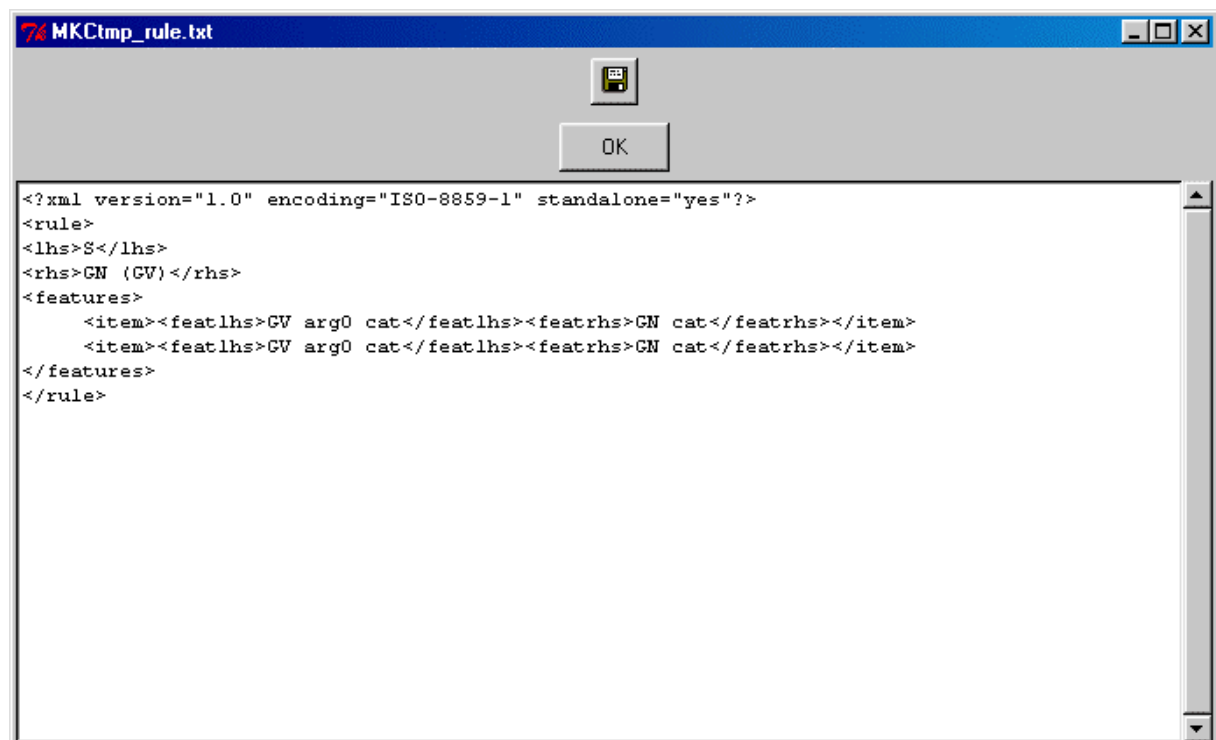 MKCtmp_rule.txt
OK
<?xml version="1.0" encoding="ISO-8859-1" standalone="yes"?>
<rule>
<lhs>S</lhs>
<rhs>GN (GV)</rhs>
<features>
<item><featlhs>GV arg0 cat</featlhs><featrhs>GN cat</featrhs></item>
<item><featlhs>GV arg0 cat</featlhs><featrhs>GN cat</featrhs></item>
</features>
</rule>